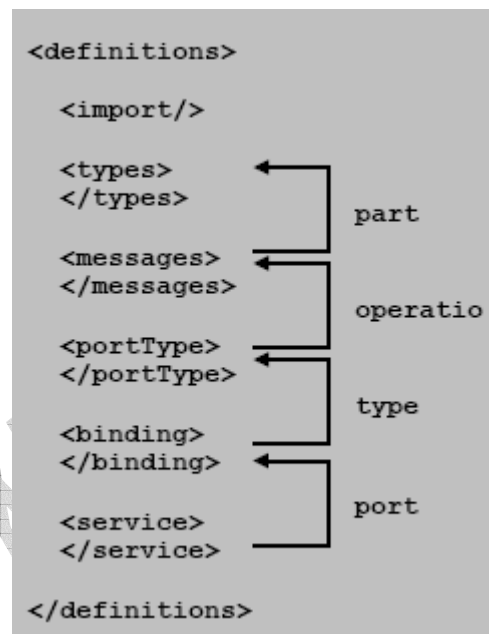 <definitions>
<import/>
<types>
</types>
part
<messages>
</messages>
operatio
<portType>
</portType>
type
<binding>
</binding>
port
<service>
</service>
</definitions>